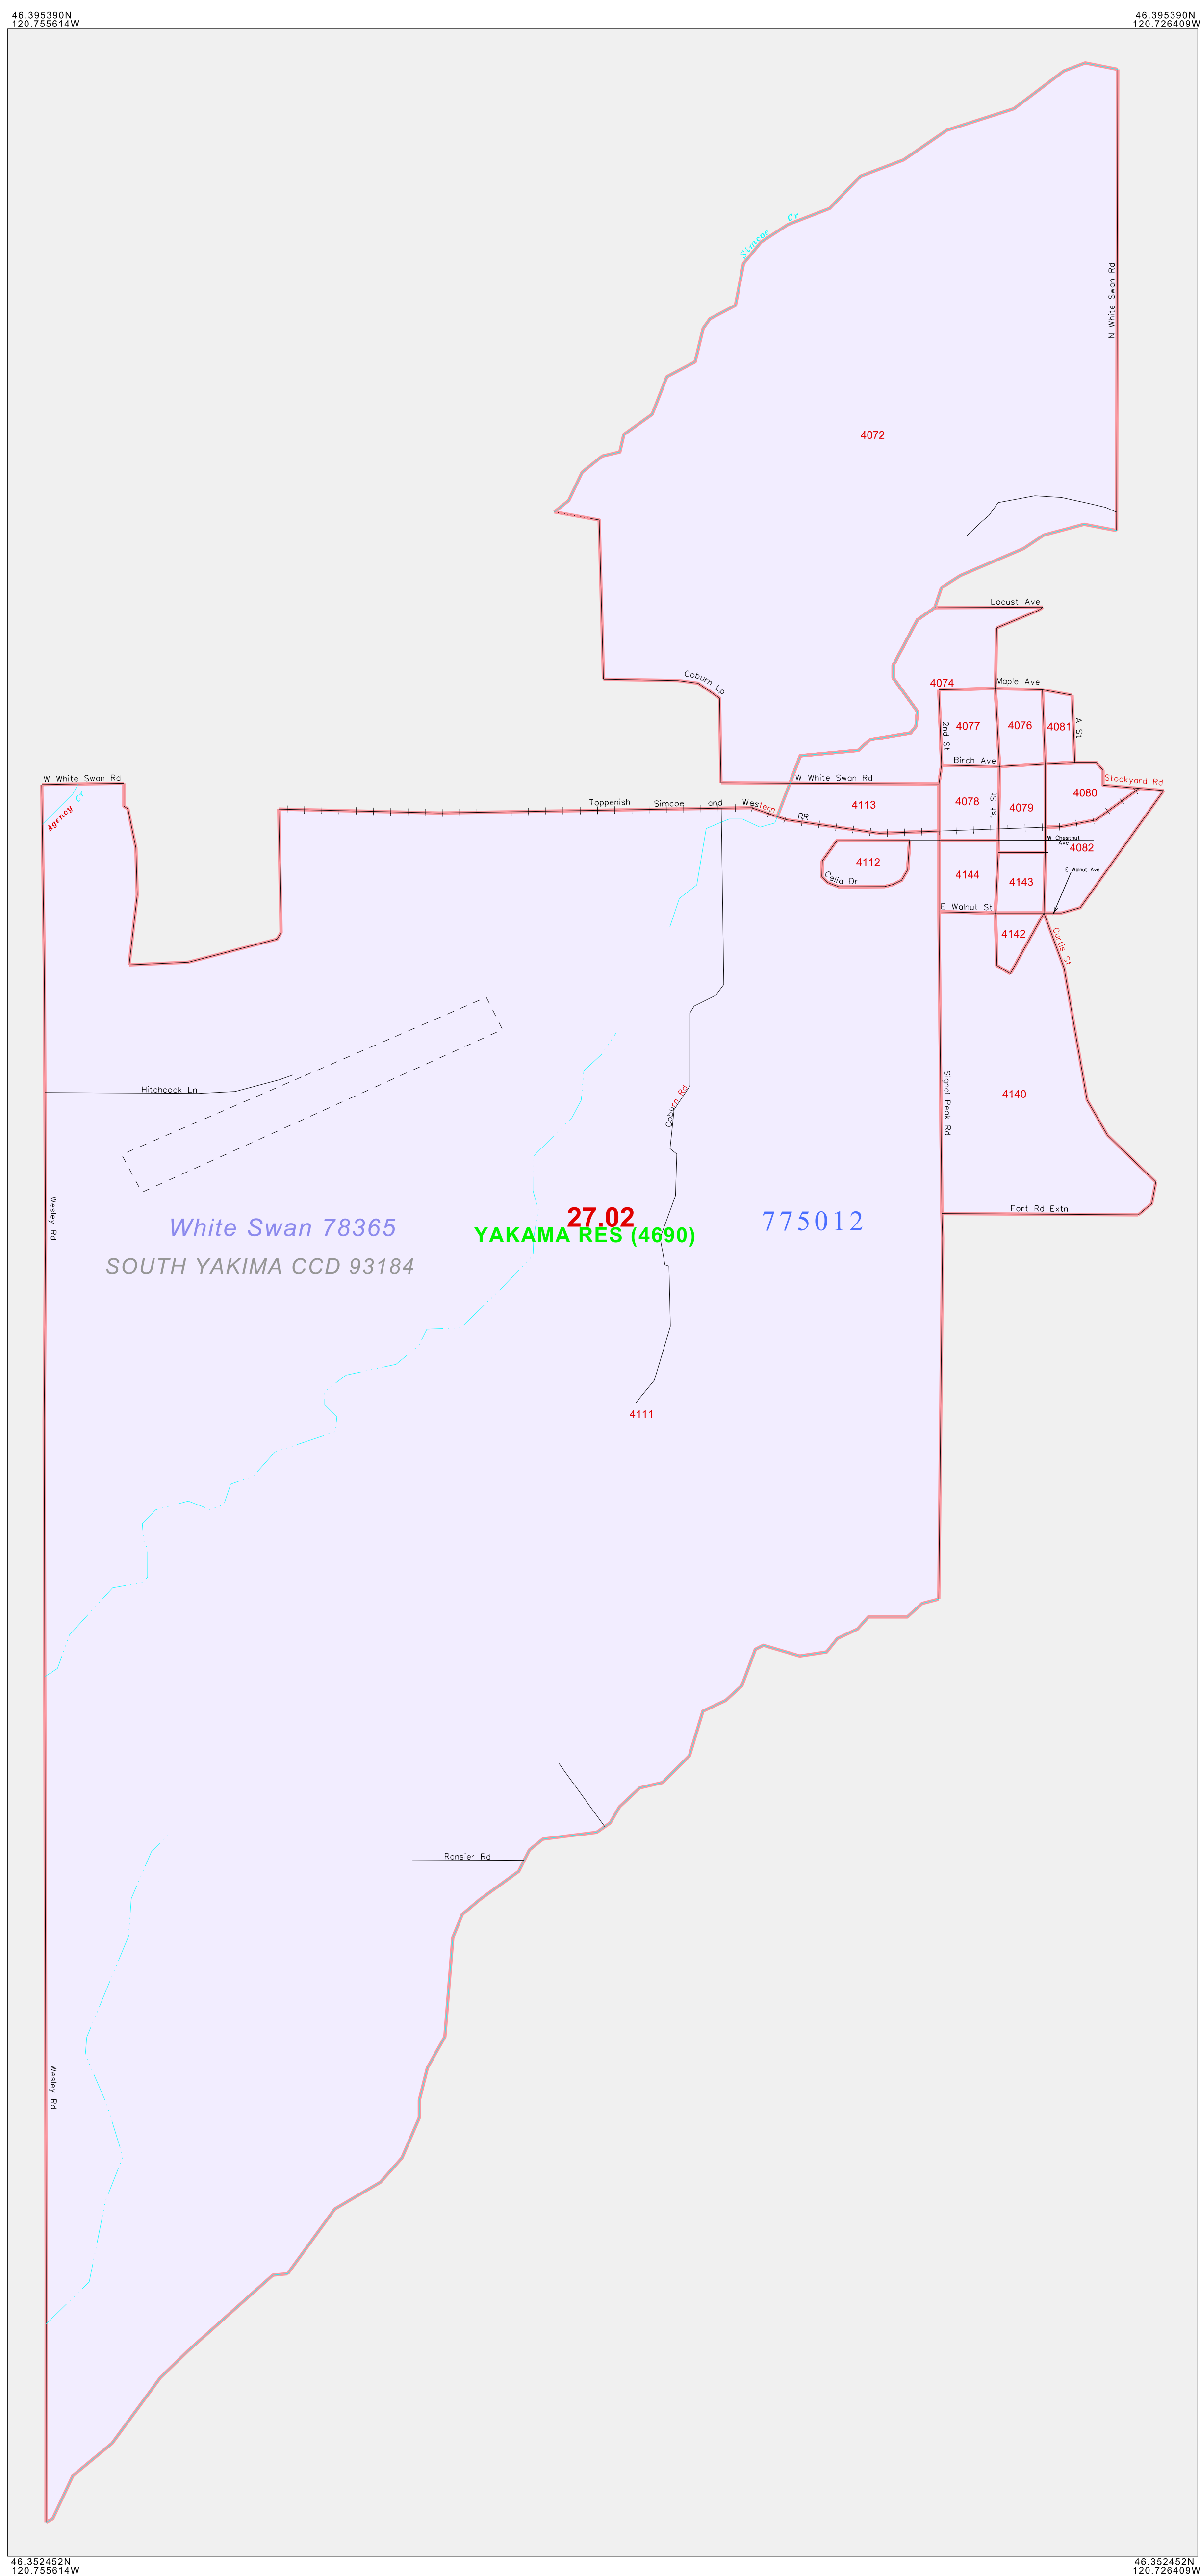 46.395390N
120.755614W
46.395390N
120.726409W
Simcoe Cr
N White Swan Rd
4072
Locust Ave
Coburn Lp
4074
Maple Ave
2nd St
4077
4076
4081
A St
Birch Ave
W White Swan Rd
W White Swan Rd
Stockyard Rd
Agency Cr
Toppenish Simcoe and Western RR
4113
4078
1st St
4079
4080
W Chestnut
Ave
4082
4112
Celia Dr
4144
4143
E Walnut Ave
E Walnut St
4142
Curtis St
Hitchcock Ln
Coburn Rd
Signal Peak Rd
4140
Wesley Rd
Fort Rd Extn
White Swan 78365
27.02
775012
YAKAMA RES (4690)
SOUTH YAKIMA CCD 93184
4111
Ransier Rd
Wesley Rd
46.352452N
120.755614W
46.352452N
120.726409W